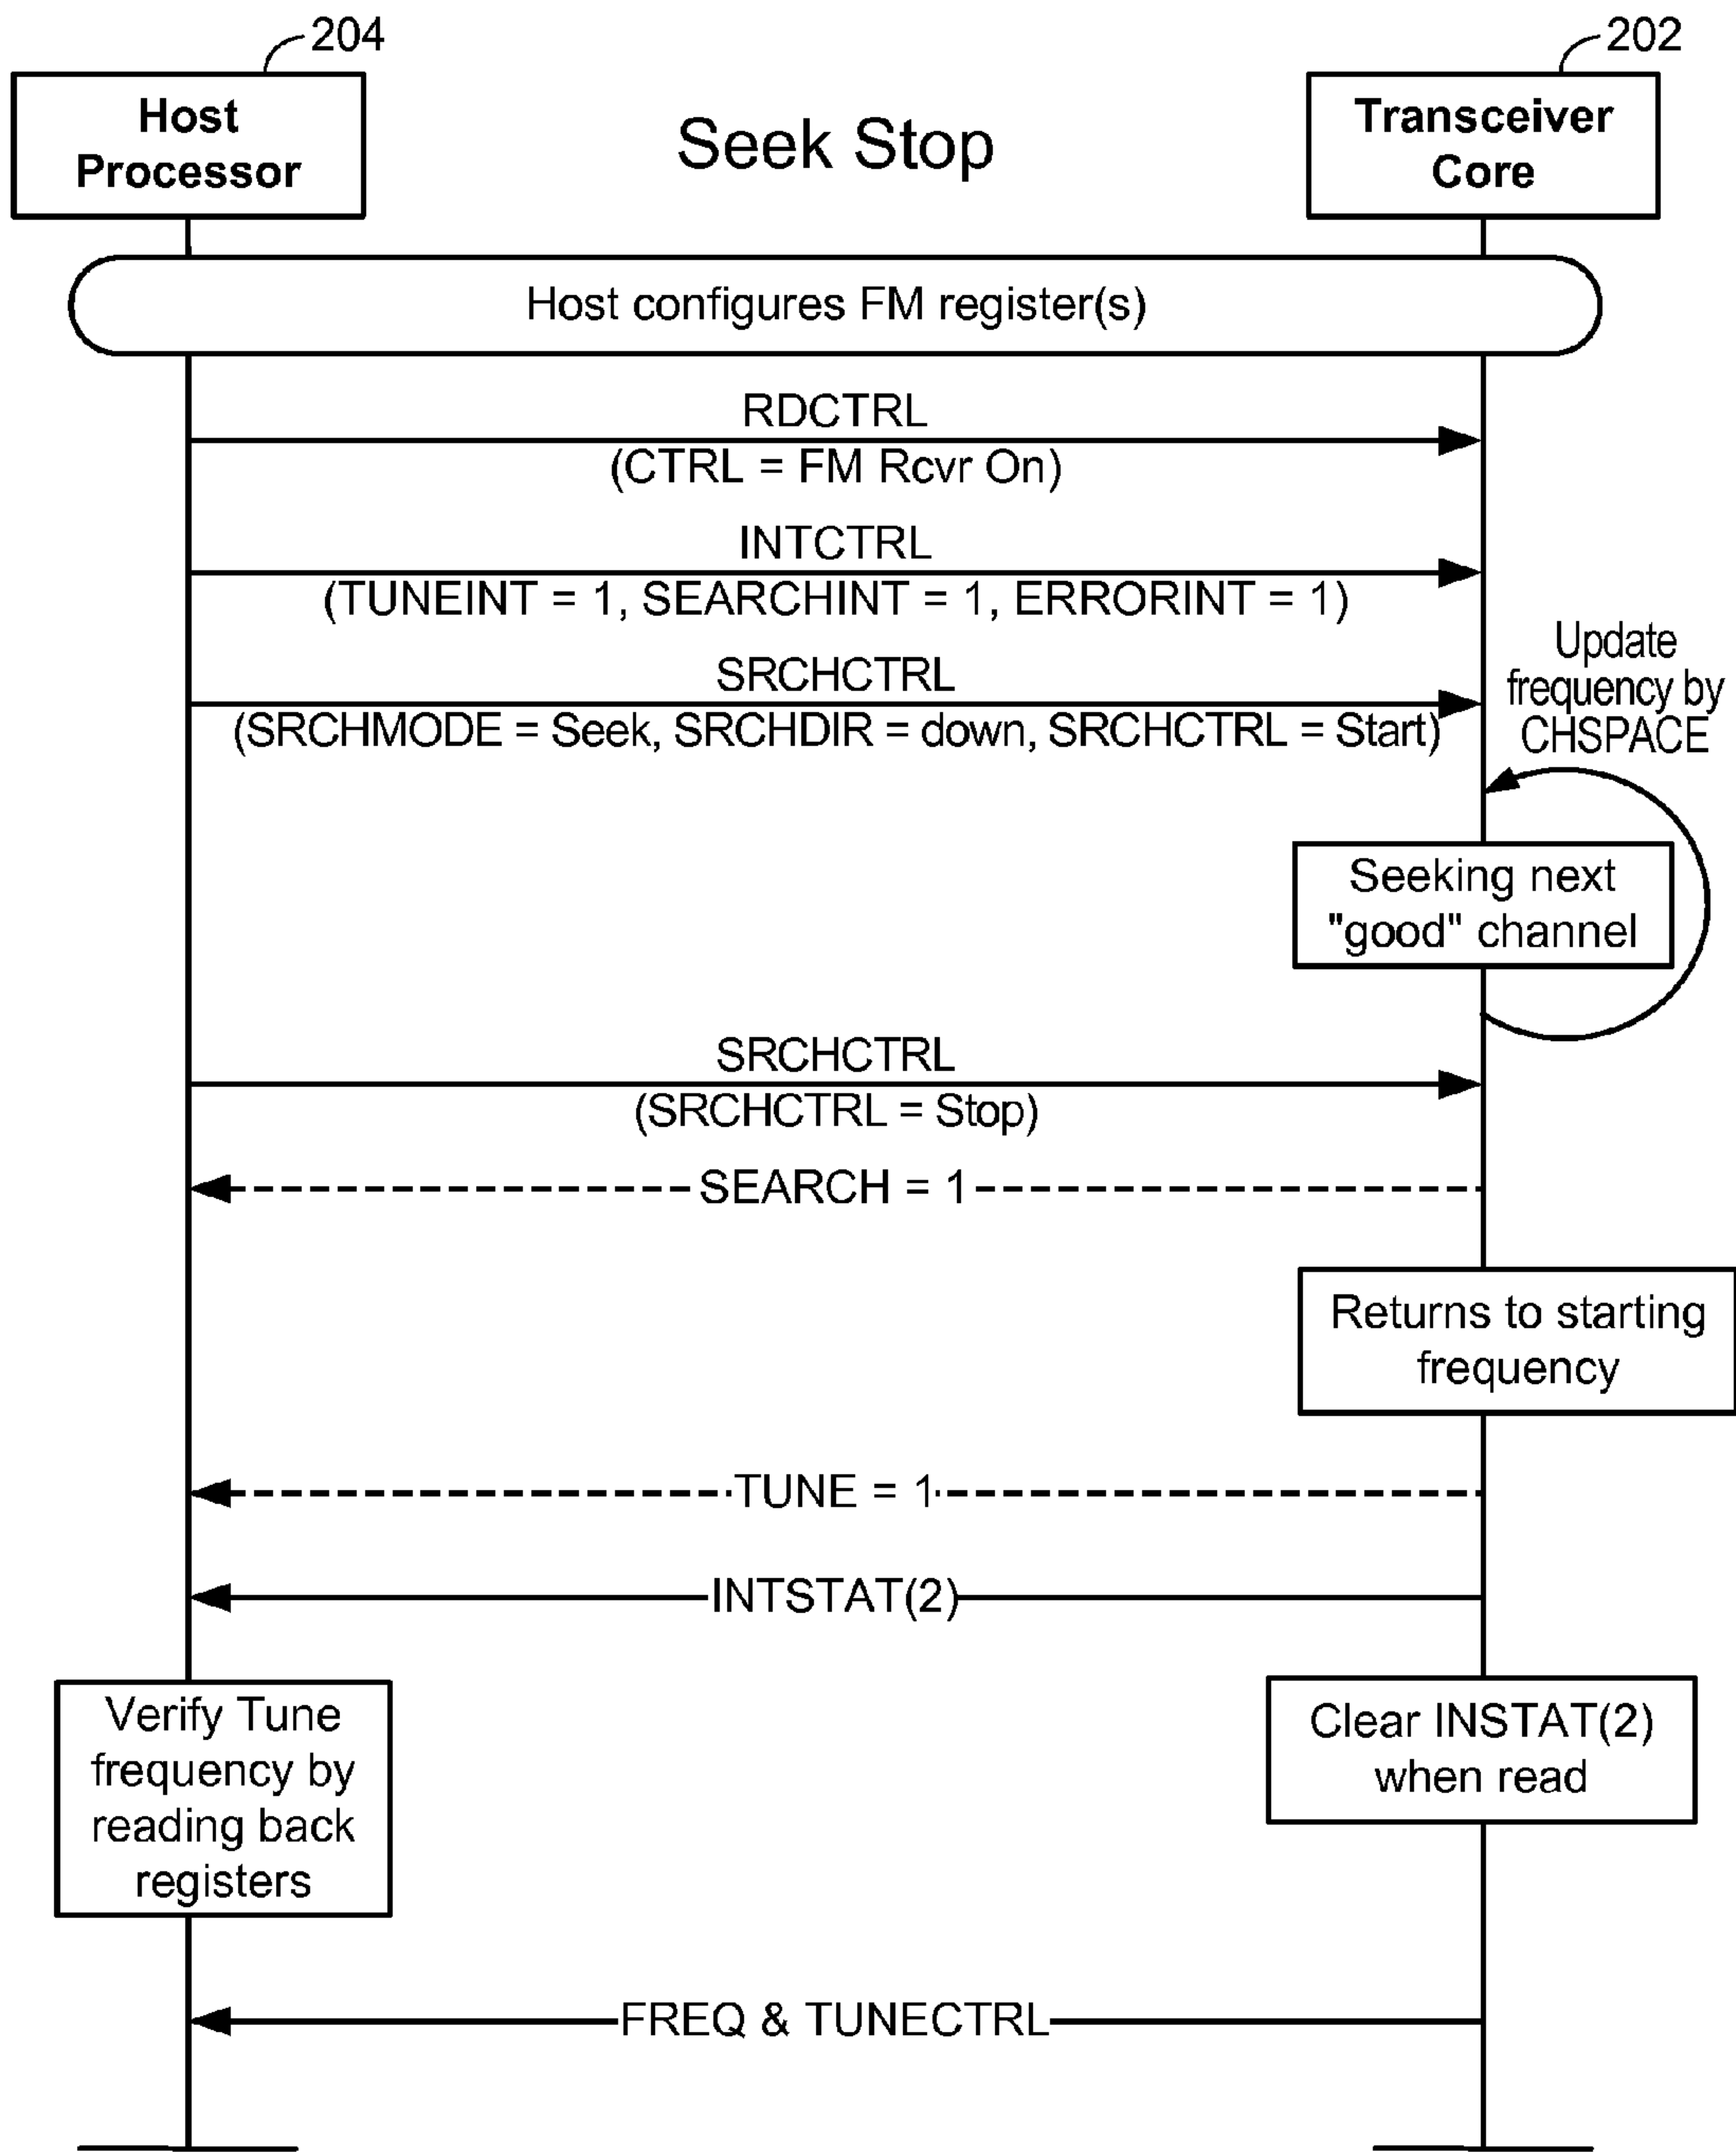 204
202
Host
Processor
Seek Stop
Transceiver
Core
Host configures FM register(s)
RDCTRL
(CTRL = FM Rcvr On)
INTCTRL
(TUNEINT = 1, SEARCHINT = 1, ERRORINT = 1)
SRCHCTRL
(SRCHMODE = Seek, SRCHDIR = down, SRCHCTRL = Start)
Update
frequency by
CHSPACE
Seeking next
"good" channel
SRCHCTRL
(SRCHCTRL = Stop)
SEARCH = 1
Returns to starting
frequency
TUNE = 1
INTSTAT(2)
Verify Tune
frequency by
reading back
registers
Clear INSTAT(2)
when read
FREQ & TUNECTRL